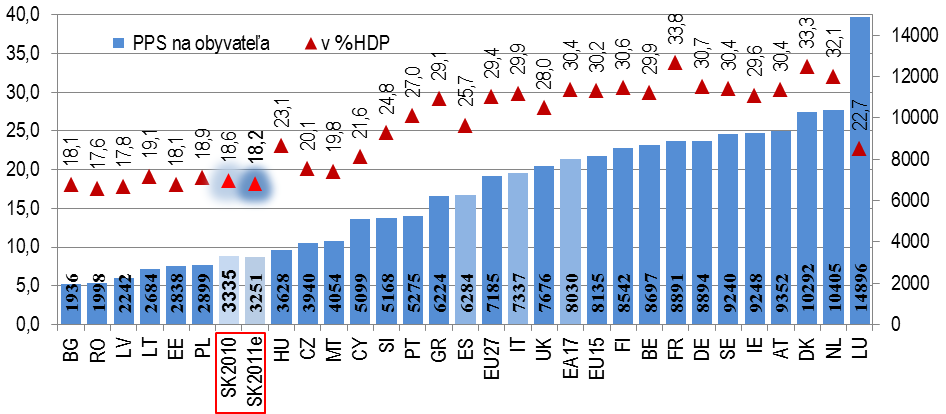 PPS na obyvateľa
v %HDP
40,0
35,0
30,0
25,0
20,0
15,0
10,0
5,0
0,0
14000
12000
10000
8000
6000
4000
2000
0
18,1
17,6
17,8
19,1
18,1
18,9
18,6
18,2
23,1
20,1
19,8
21,6
24,8
27,0
29,1
25,7
29,4
29,9
28,0
30,4
30,2
30,6
29,9
33,8
30,7
30,4
29,6
30,4
33,3
32,1
22,7
1936
1998
2242
2684
2838
2899
3335
3251
3628
3940
4054
5099
5168
5275
6224
6284
7185
7337
7676
8030
8135
8542
8697
8891
8894
9240
9248
9352
10292
10405
14896
BG
RO
LV
LT
EE
PL
SK2010
SK2011e
HU
CZ
MT
CY
SI
PT
GR
ES
EU27
IT
UK
EA17
EU15
FI
BE
FR
DE
SE
IE
AT
DK
NL
LU